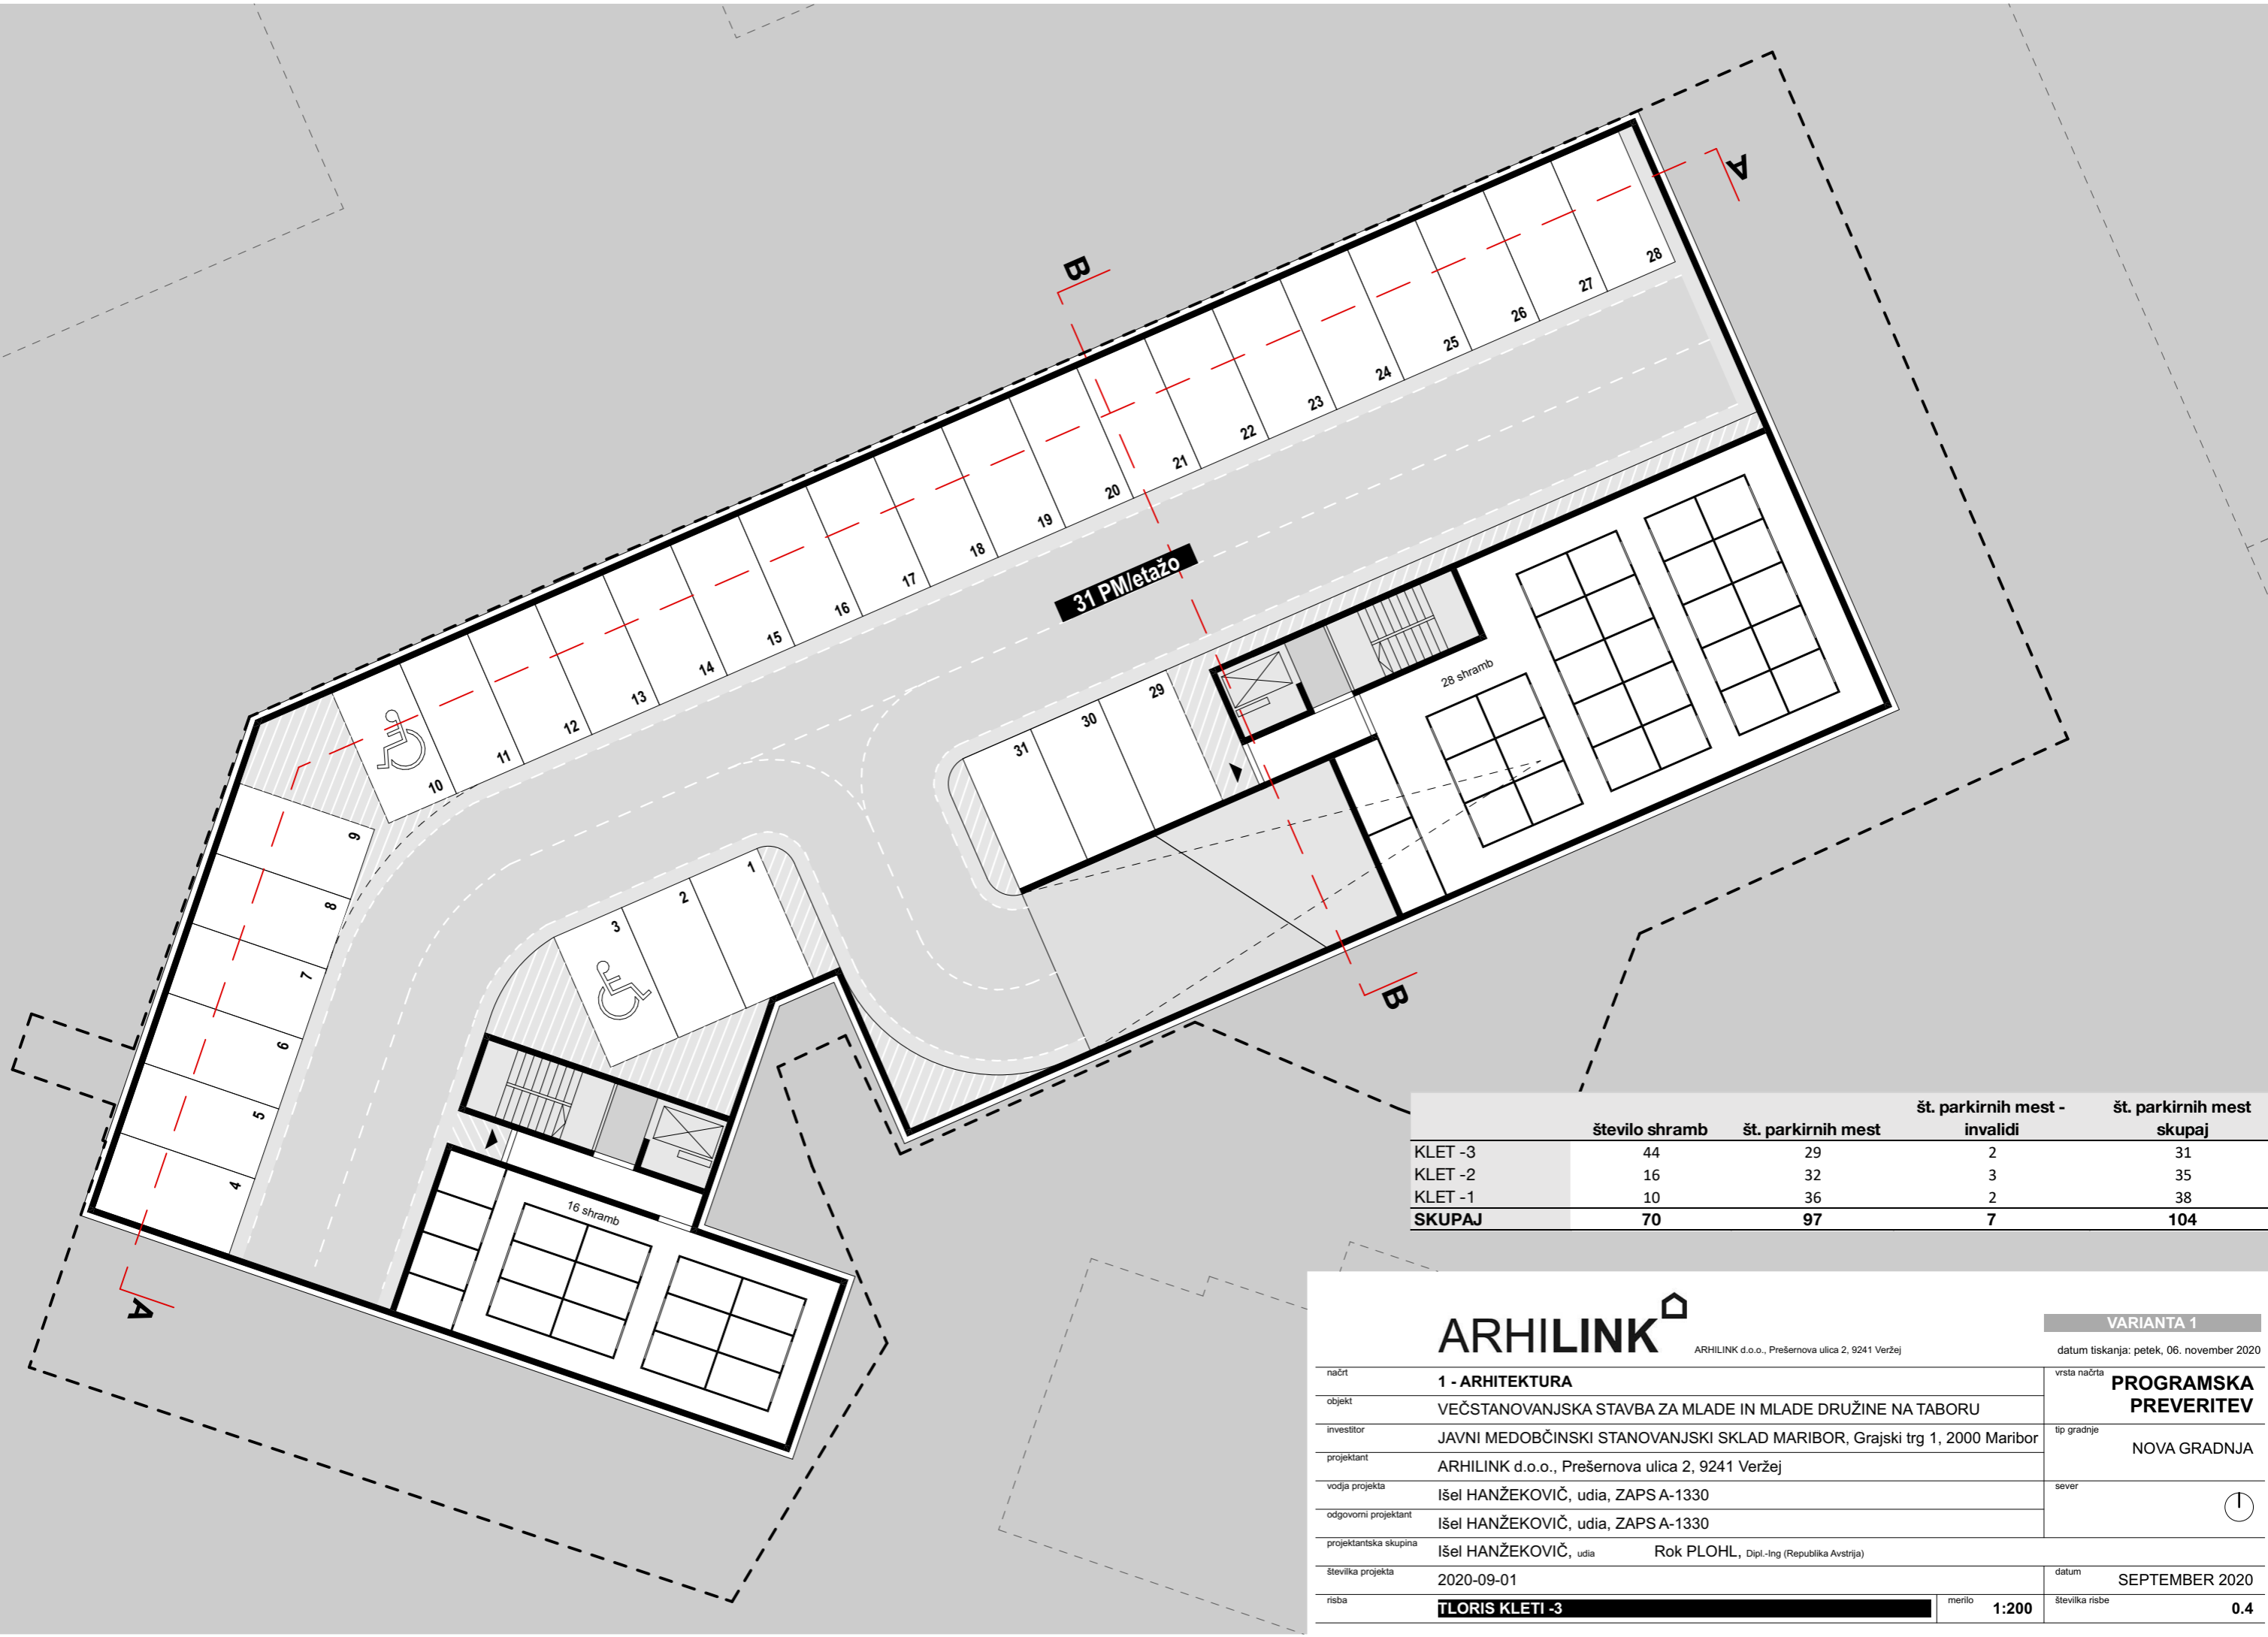 A
B
28
27
26
25
24
23
22
21
20
19
18
17
16
15
14
13
12
11
10
31 PM/etažo
29
30
31
28 shramb
9
8
7
6
5
4
1
2
3
B
16 shramb
A
število shramb št. parkirnih mest št. parkirnih mest - invalidi št. parkirnih mest skupaj
KLET -3 44 29 2 31
KLET -2 16 32 3 35
KLET -1 10 36 2 38
SKUPAJ 70 97 7 104
ARHILINK
ARHILINK d.o.o., Prešernova ulica 2, 9241 Veržej
VARIANTA 1
datum tiskanja: petek, 06. november 2020
načrt 1 - ARHITEKTURA
vrsta načrta PROGRAMSKA
PREVERITEV
objekt VEČSTANOVANJSKA STAVBA ZA MLADE IN MLADE DRUŽINE NA TABORU
investitor JAVNI MEDOBČINSKI STANOVANJSKI SKLAD MARIBOR, Grajski trg 1, 2000 Maribor
tip gradnje NOVA GRADNJA
projektant ARHILINK d.o.o., Prešernova ulica 2, 9241 Veržej
vodja projekta Išel HANŽEKOVIČ, udia, ZAPS A-1330
sever
odgovorni projektant Išel HANŽEKOVIČ, udia, ZAPS A-1330
projektantska skupina Išel HANŽEKOVIČ, udia Rok PLOHL, Dipl.-Ing (Republika Avstrija)
številka projekta 2020-09-01
datum SEPTEMBER 2020
risba TLORIS KLETI -3
merilo 1:200
številka risbe 0.4